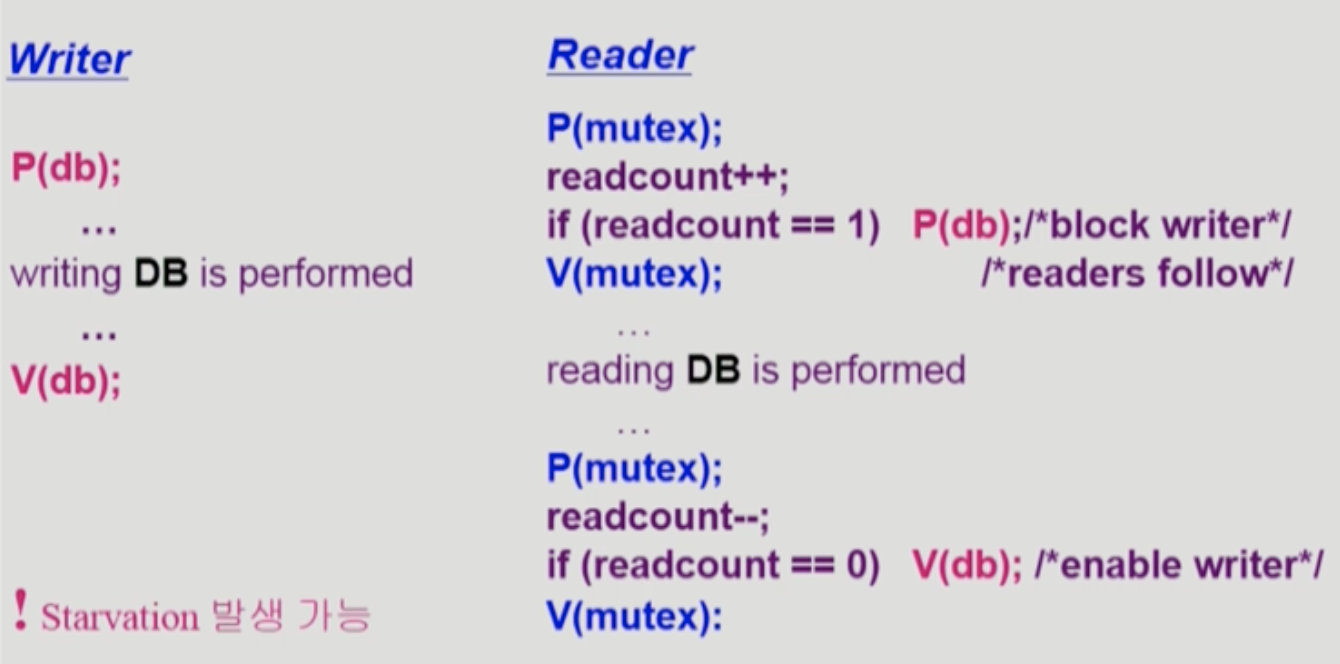 Writer
P(db);
...
writing DB is performed
...
V(db);
! Starvation 발생 가능
Reader
P(mutex);
readcount++;
if (readcount == 1) P(db);/*block writer*/
V(mutex); /*readers follow*/
...
reading DB is performed
...
P(mutex);
readcount--;
if (readcount == 0) V(db); /*enable writer*/
V(mutex):